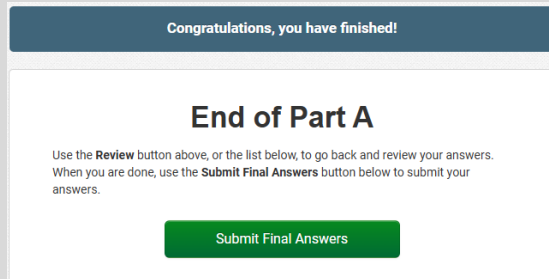 Congratulations, you have finished!
End of Part A
Use the Review button above, or the list below, to go back and review your answers.
When you are done, use the Submit Final Answers button below to submit your
answers.
Submit Final Answers